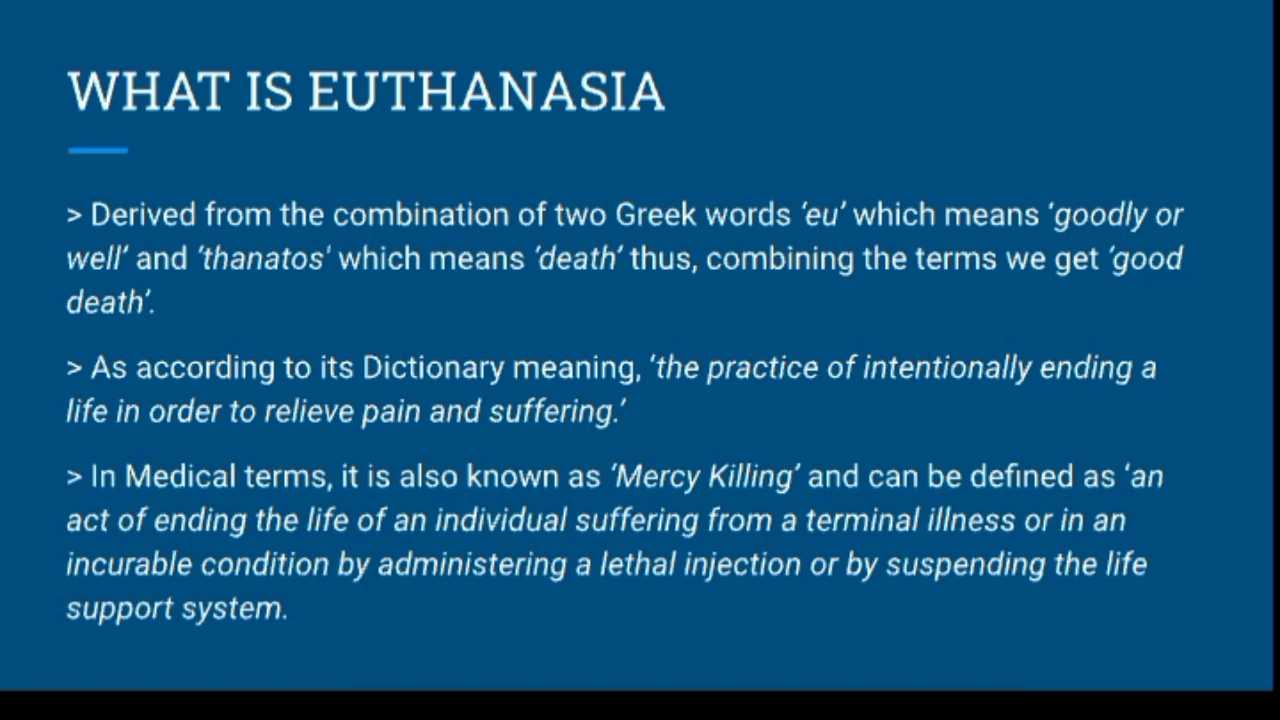 WHAT IS EUTHANASIA
> Derived from the combination of two Greek words ‘eu’ which means ‘goodly or
well’ and ‘thanatos' which means ‘death’ thus, combining the terms we get ‘good
death’.
> As according to its Dictionary meaning, ‘the practice of intentionally ending a
life in order to relieve pain and suffering.’
> In Medical terms, it is also known as ‘Mercy Killing’ and can be defined as ‘an
act of ending the life of an individual suffering from a terminal illness or in an
incurable condition by administering a lethal injection or by suspending the life
support system.